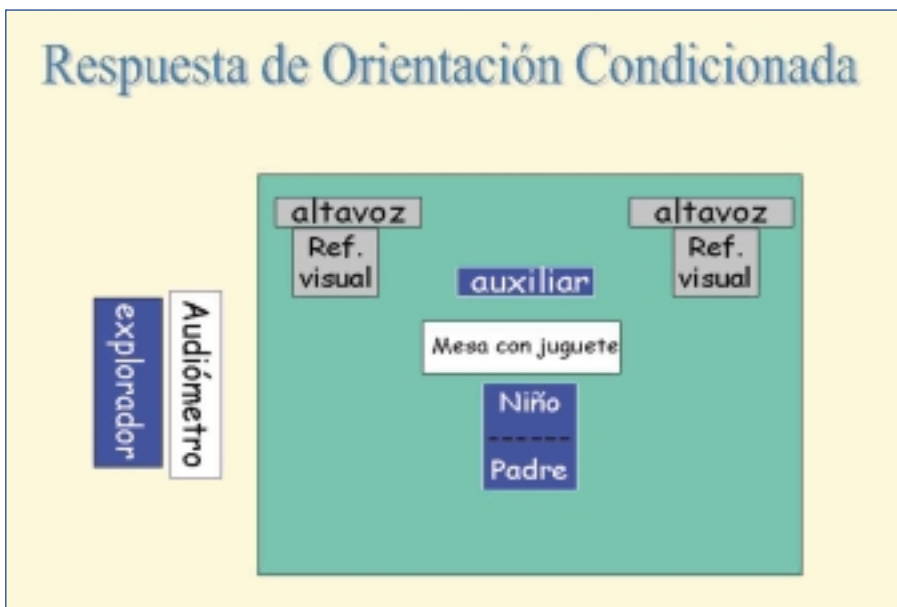 Respuesta de Orientación Condicionada
altavoz
Ref.
visual
altavoz
Ref.
visual
auxiliar
Mesa con juguete
Niño
Padre
explorador
Audiómetro